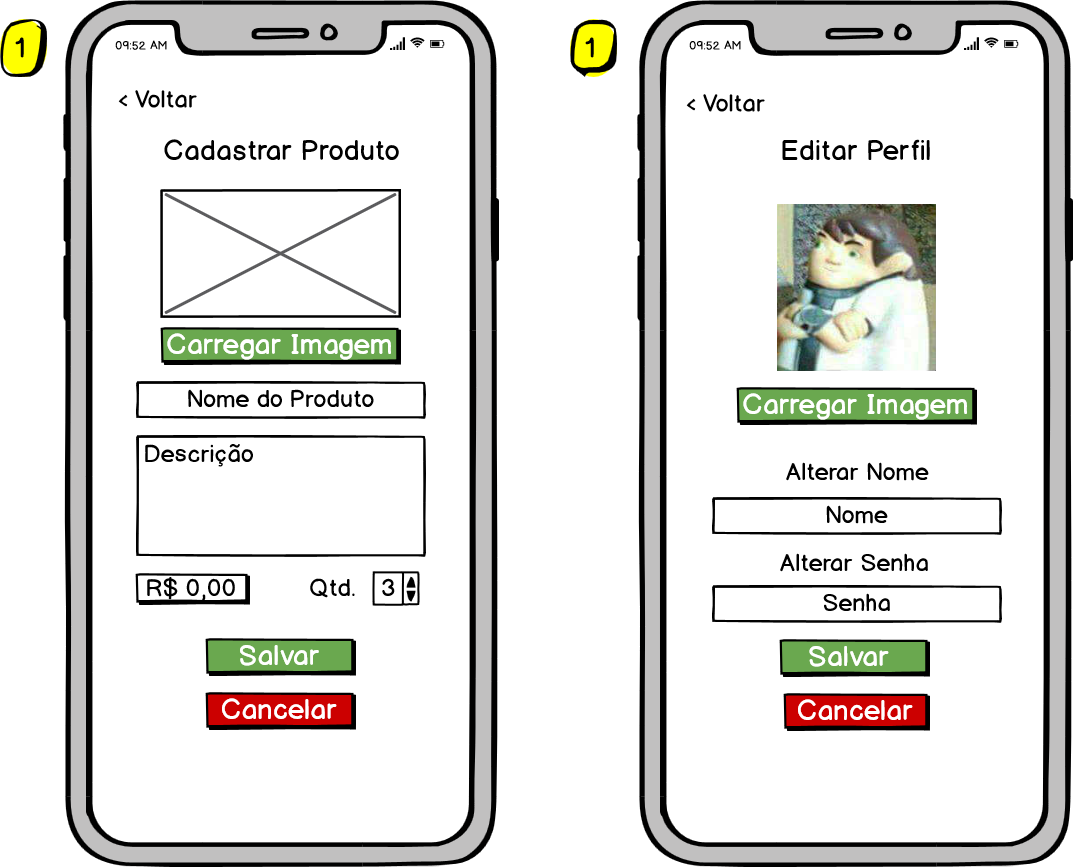 1
09:52 AM
< Voltar
Cadastrar Produto
Carregar Imagem
Nome do Produto
Descrição
R$ 0,00
Qtd. 3
Salvar
Cancelar
1
09:52 AM
< Voltar
Editar Perfil
Carregar Imagem
Alterar Nome
Nome
Alterar Senha
Senha
Salvar
Cancelar